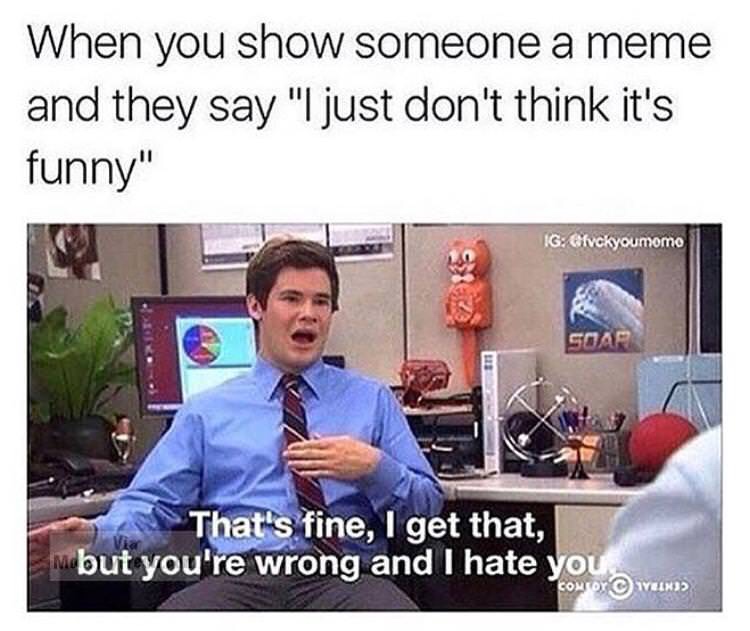 When you show someone a meme
and they say "I just don't think it's
funny"
IG: @fvckyoumeme
SOAR
That's fine, I get that,
Via
but you're wrong and I hate you.
COMEDY CENTRAL